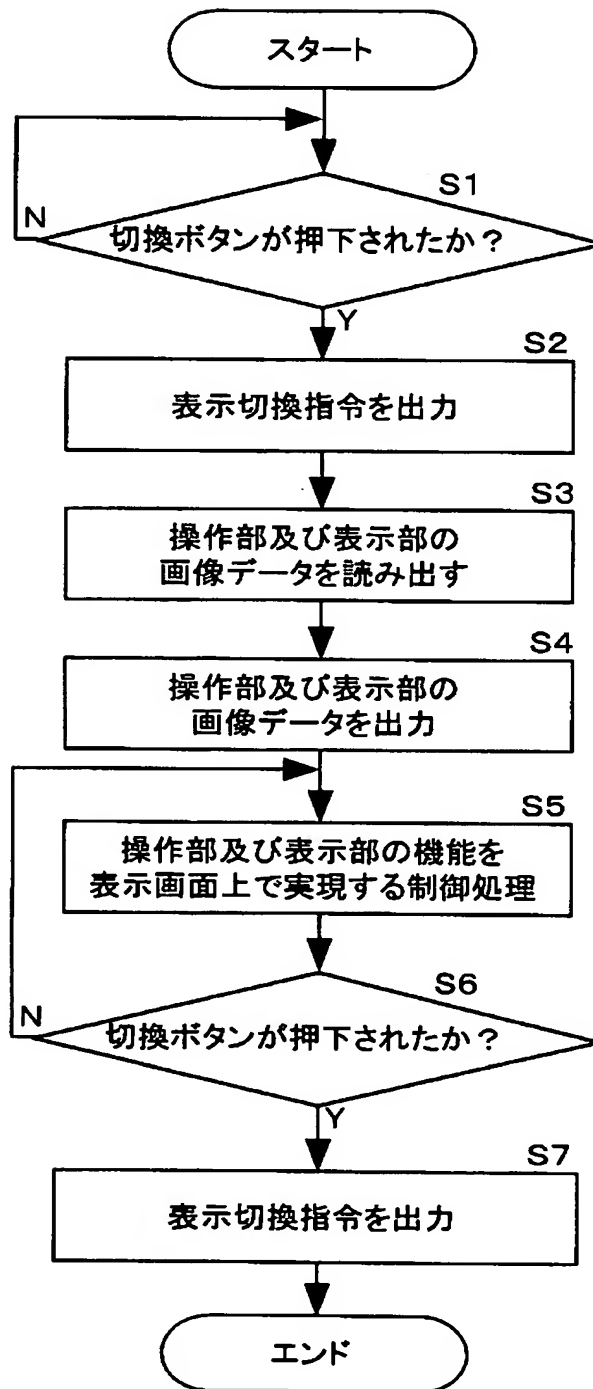 スタート
S1
N
切換ボタンが押下されたか？
Y
S2
表示切換指令を出力
S3
操作部及び表示部の
画像データを読み出す
S4
操作部及び表示部の
画像データを出力
S5
操作部及び表示部の機能を
表示画面上で実現する制御処理
S6
N
切換ボタンが押下されたか？
Y
S7
表示切換指令を出力
エンド